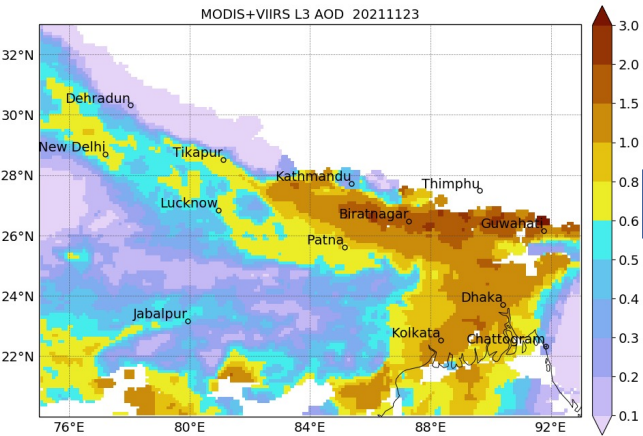 MODIS+VIIRS L3 AOD 20211123
32°N
30°N
28°N
26°N
24°N
22°N
76°E
80°E
84°E
88°E
92°E
Dehradun
New Delhi
Tikapur
Kathmandu
Thimphu
Lucknow
Biratnagar
Guwahati
Patna
Dhaka
Jabalpur
Kolkata
Chattogram
3.0
2.0
1.5
1.0
0.8
0.6
0.5
0.4
0.3
0.2
0.1